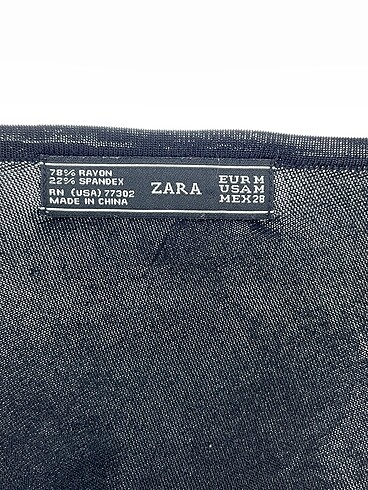 78% RAYON
22% SPANDEX
RN (USA) 77302
MADE IN CHINA
ZARA
EUR M
USA M
MEX 28